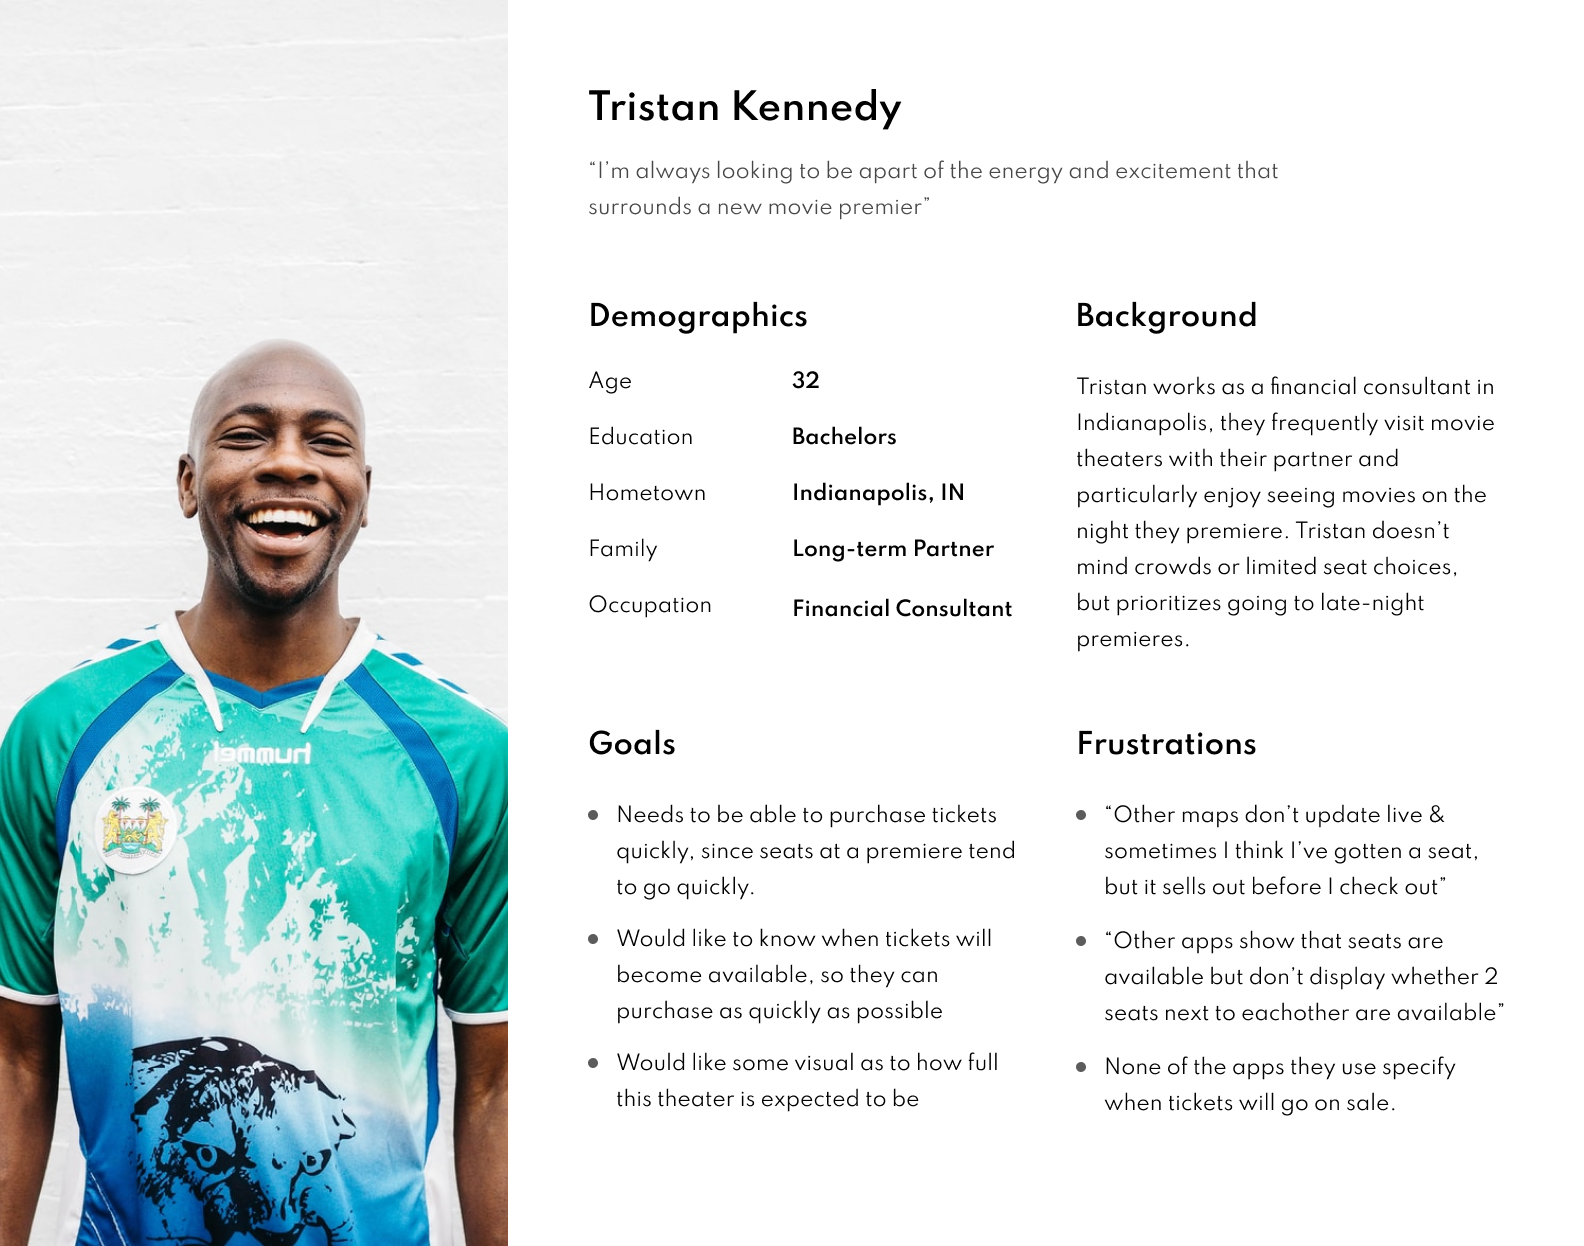 Tristan Kennedy
“I’m always looking to be apart of the energy and excitement that
surrounds a new movie premier”
Demographics
Age 32
Education Bachelors
Hometown Indianapolis, IN
Family Long-term Partner
Occupation Financial Consultant
Background
Tristan works as a financial consultant in
Indianapolis, they frequently visit movie
theaters with their partner and
particularly enjoy seeing movies on the
night they premiere. Tristan doesn’t
mind crowds or limited seat choices,
but prioritizes going to late-night
premieres.
Goals
Needs to be able to purchase tickets
quickly, since seats at a premiere tend
to go quickly.
Would like to know when tickets will
become available, so they can
purchase as quickly as possible
Would like some visual as to how full
this theater is expected to be
Frustrations
“Other maps don’t update live &
sometimes I think I’ve gotten a seat,
but it sells out before I check out”
“Other apps show that seats are
available but don’t display whether 2
seats next to eachother are available”
None of the apps they use specify
when tickets will go on sale.
hummel